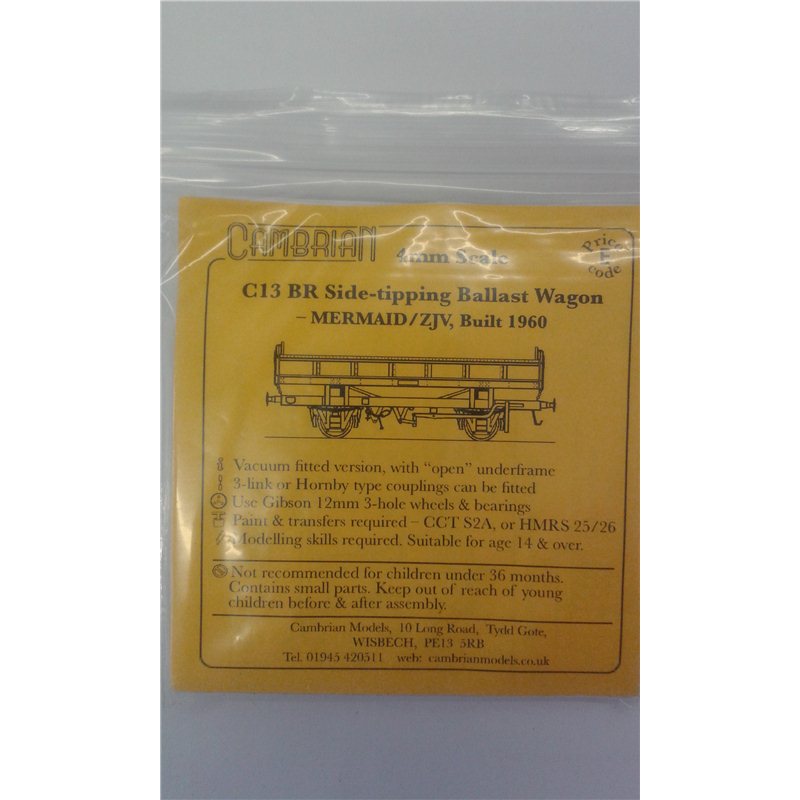 CAMBRIAN 4mm Scale
Price
code
C13 BR Side-tipping Ballast Wagon
– MERMAID/ZJV, Built 1960
Vacuum fitted version, with “open” underframe
3-link or Hornby type couplings can be fitted
Use Gibson 12mm 3-hole wheels & bearings
Paint & transfers required – CCT S2A, or HMRS 25/26
Modelling skills required. Suitable for age 14 & over.
Not recommended for children under 36 months.
Contains small parts. Keep out of reach of young
children before & after assembly.
Cambrian Models, 10 Long Road, Tydd Gote,
WISBECH, PE13 5RB
Tel. 01945 420511 web: cambrianmodels.co.uk